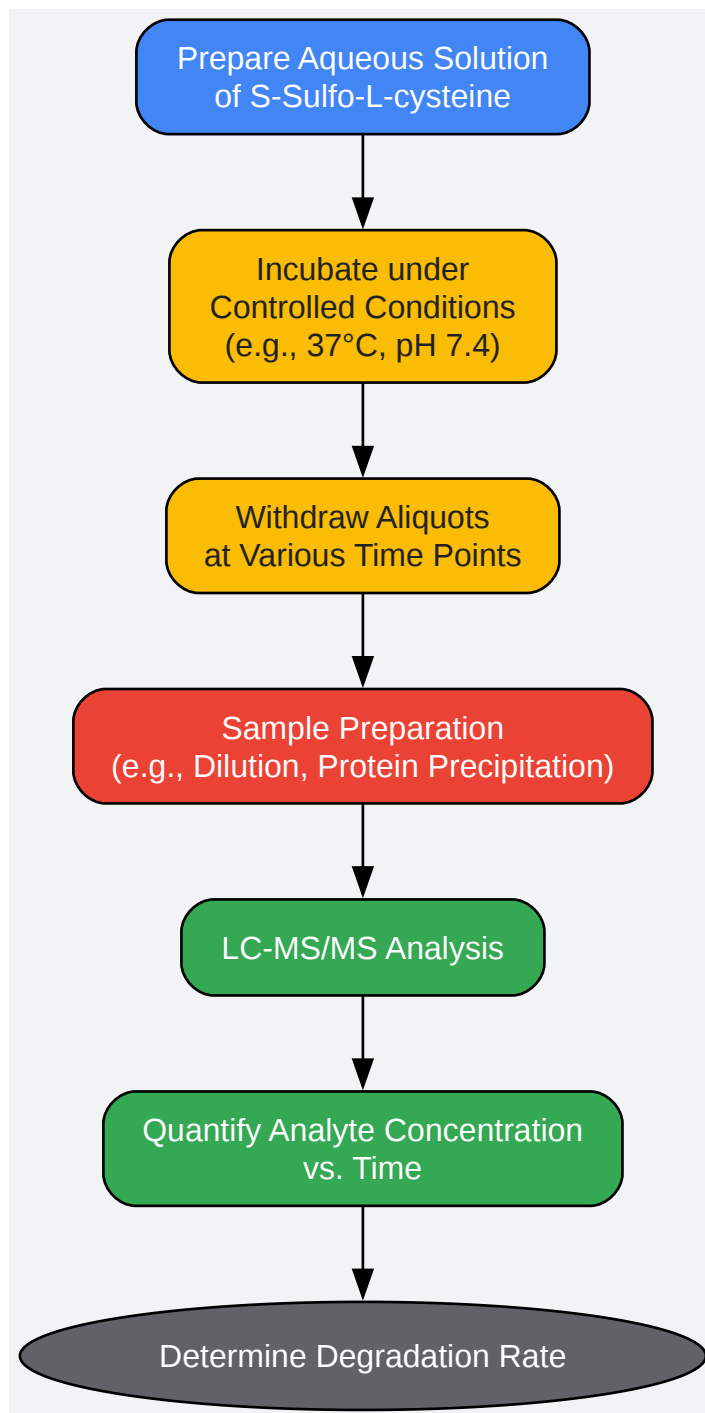 Prepare Aqueous Solution
of S-Sulfo-L-cysteine
Incubate under
Controlled Conditions
(e.g., 37°C, pH 7.4)
Withdraw Aliquots
at Various Time Points
Sample Preparation
(e.g., Dilution, Protein Precipitation)
LC-MS/MS Analysis
Quantify Analyte Concentration
vs. Time
Determine Degradation Rate